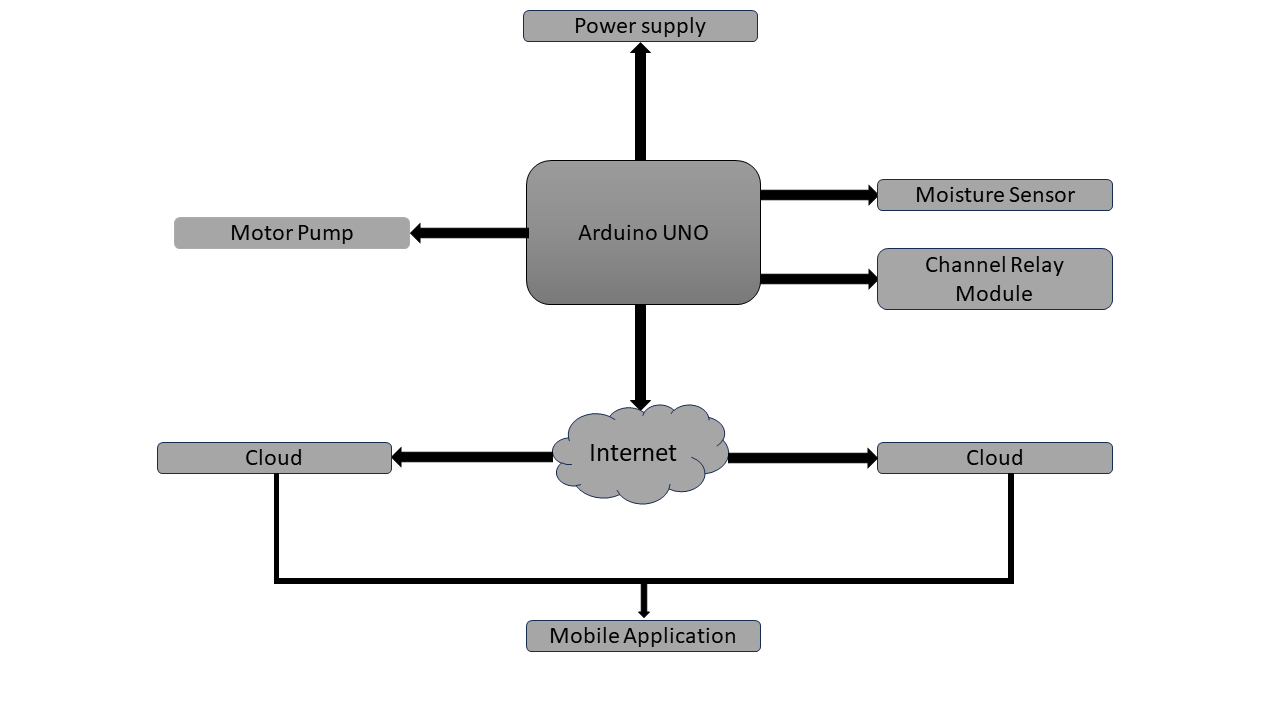 Power supply
Moisture Sensor
Motor Pump
Arduino UNO
Channel Relay
Module
Internet
Cloud
Cloud
Mobile Application